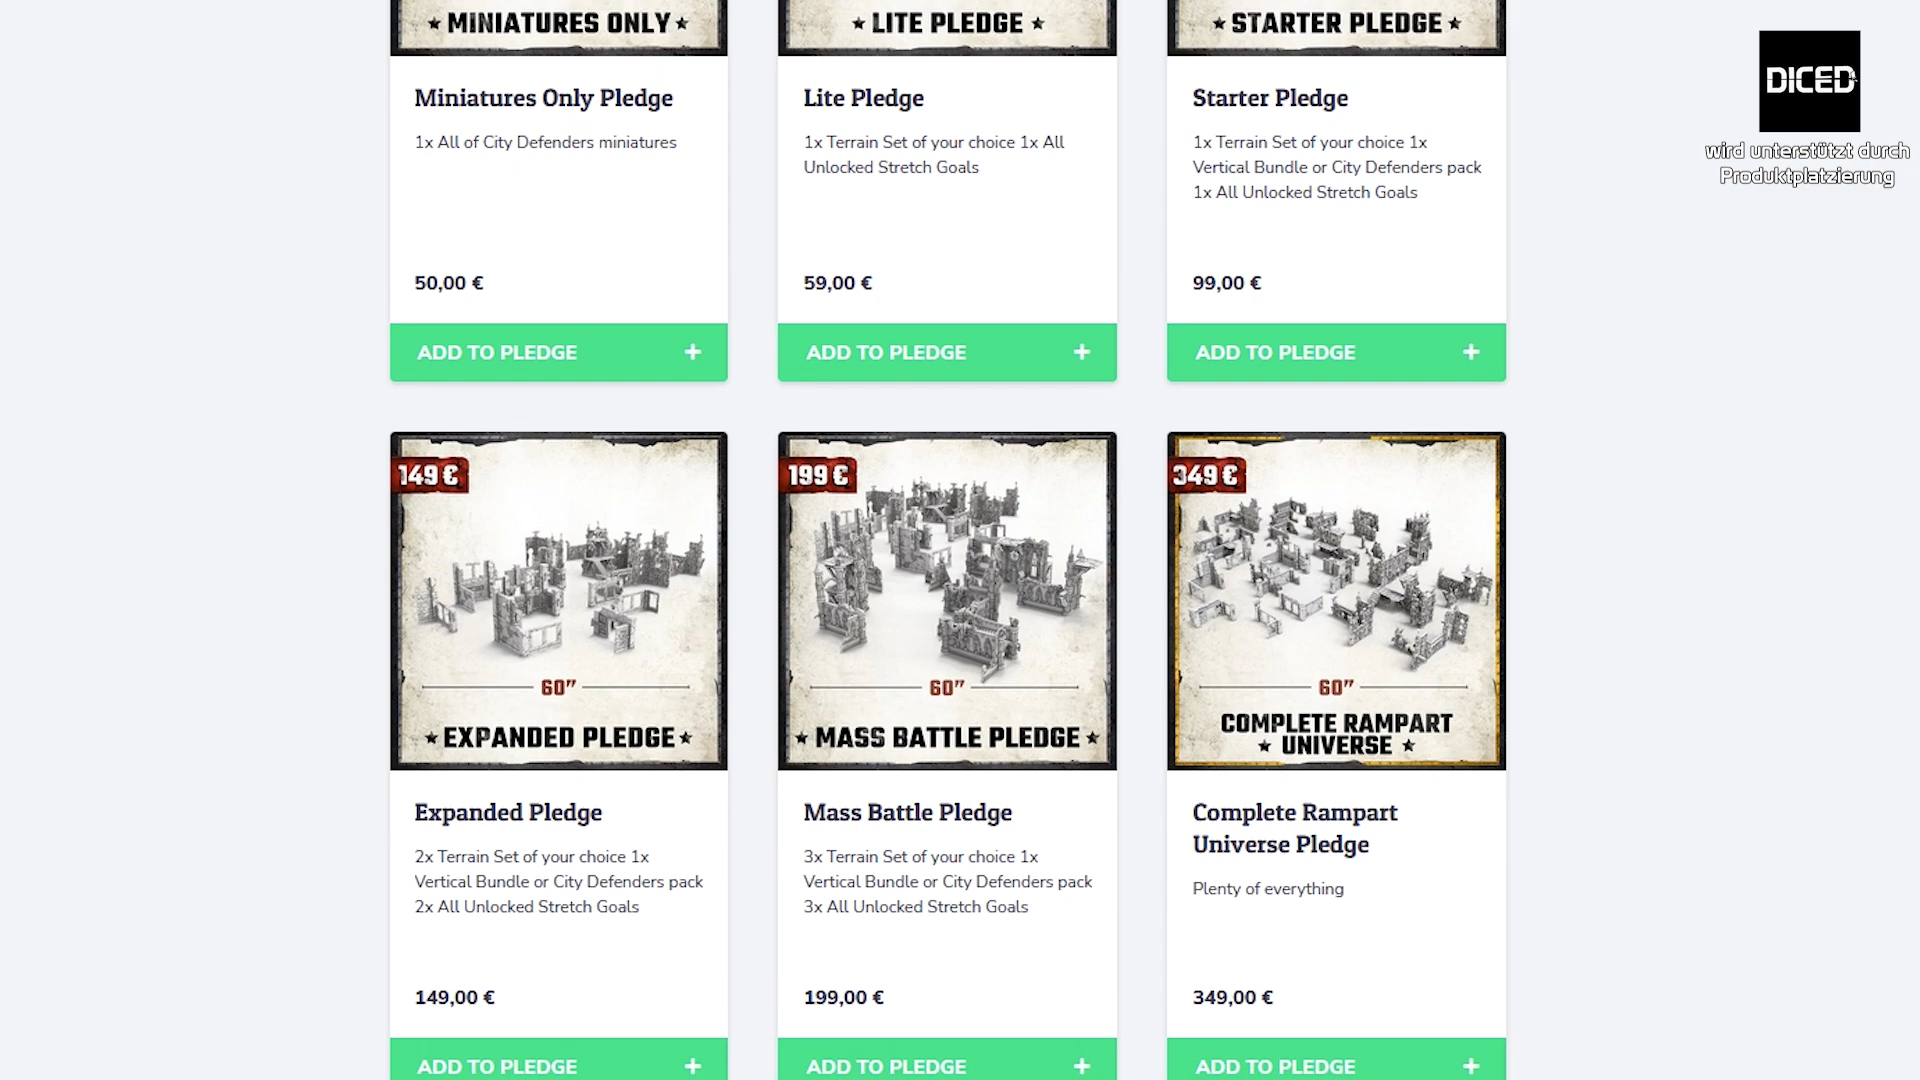 MINIATURES ONLY
LITE PLEDGE
STARTER PLEDGE
DICED
wird unterstützt durch
Produktplatzierung
Miniatures Only Pledge
1x All of City Defenders miniatures
50,00 €
ADD TO PLEDGE +
Lite Pledge
1x Terrain Set of your choice 1x All
Unlocked Stretch Goals
59,00 €
ADD TO PLEDGE +
Starter Pledge
1x Terrain Set of your choice 1x
Vertical Bundle or City Defenders pack
1x All Unlocked Stretch Goals
99,00 €
ADD TO PLEDGE +
149 €
60"
EXPANDED PLEDGE
Expanded Pledge
2x Terrain Set of your choice 1x
Vertical Bundle or City Defenders pack
2x All Unlocked Stretch Goals
149,00 €
ADD TO PLEDGE +
199 €
60"
MASS BATTLE PLEDGE
Mass Battle Pledge
3x Terrain Set of your choice 1x
Vertical Bundle or City Defenders pack
3x All Unlocked Stretch Goals
199,00 €
ADD TO PLEDGE +
349 €
60"
COMPLETE RAMPART
UNIVERSE
Complete Rampart
Universe Pledge
Plenty of everything
349,00 €
ADD TO PLEDGE +